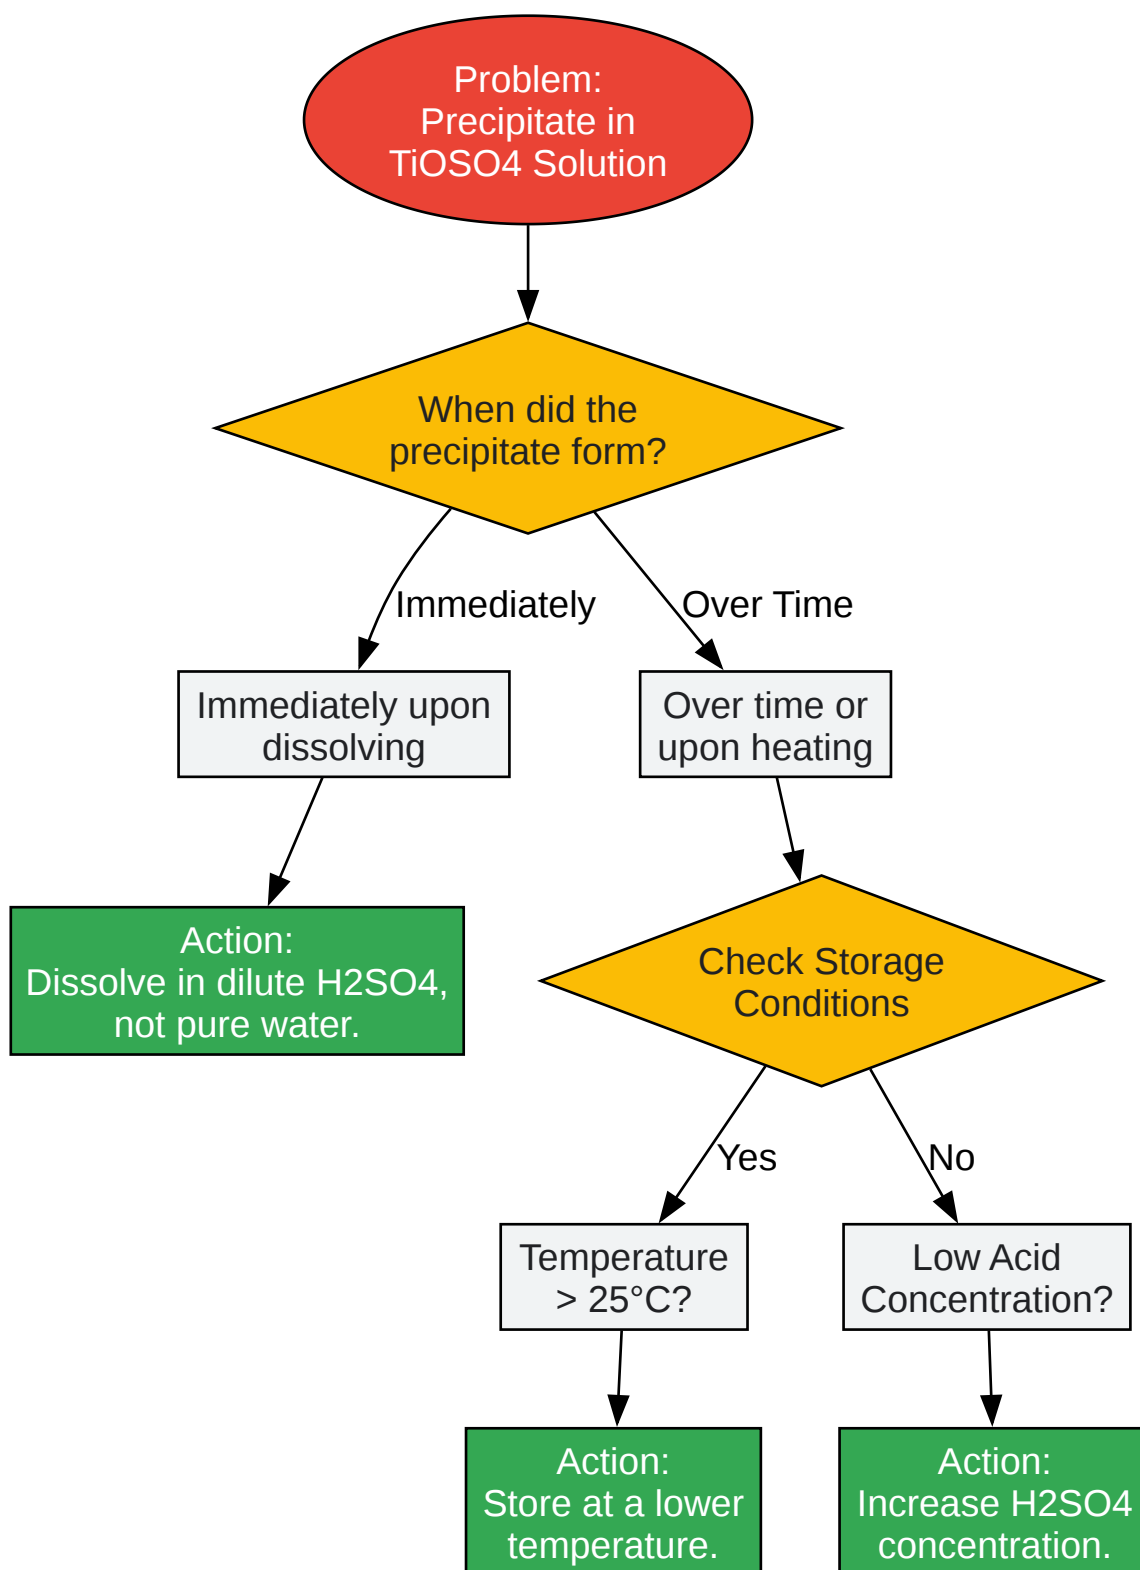 Problem:
Precipitate in
TiOSO4 Solution
When did the
precipitate form?
Immediately
Over Time
Immediately upon
dissolving
Over time or
upon heating
Action:
Dissolve in dilute H2SO4,
not pure water.
Check Storage
Conditions
Yes
No
Temperature
> 25°C?
Low Acid
Concentration?
Action:
Store at a lower
temperature.
Action:
Increase H2SO4
concentration.